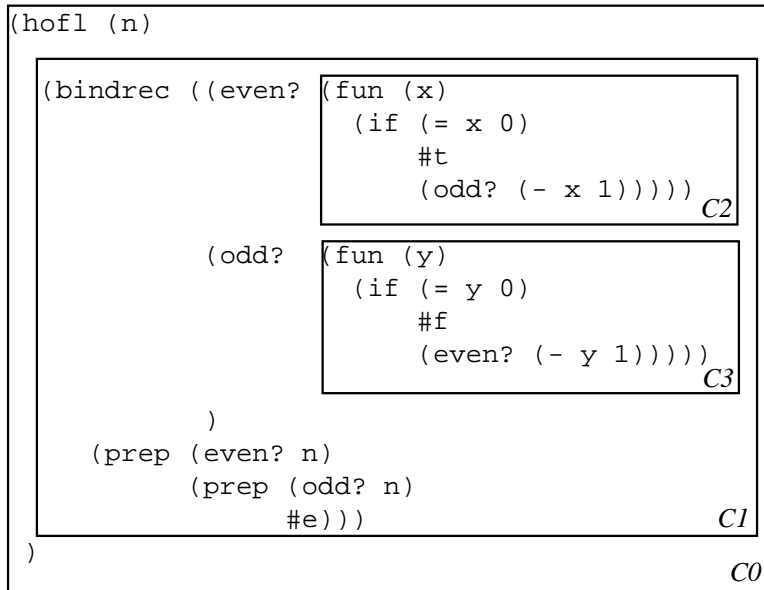 (hofl (n)
(bindrec ((even? (fun (x)
(if (= x 0)
#t
(odd? (- x 1)))))
C2
(odd? (fun (y)
(if (= y 0)
#f
(even? (- y 1)))))
C3
)
(prep (even? n)
(prep (odd? n)
#e)))
C1
)
C0